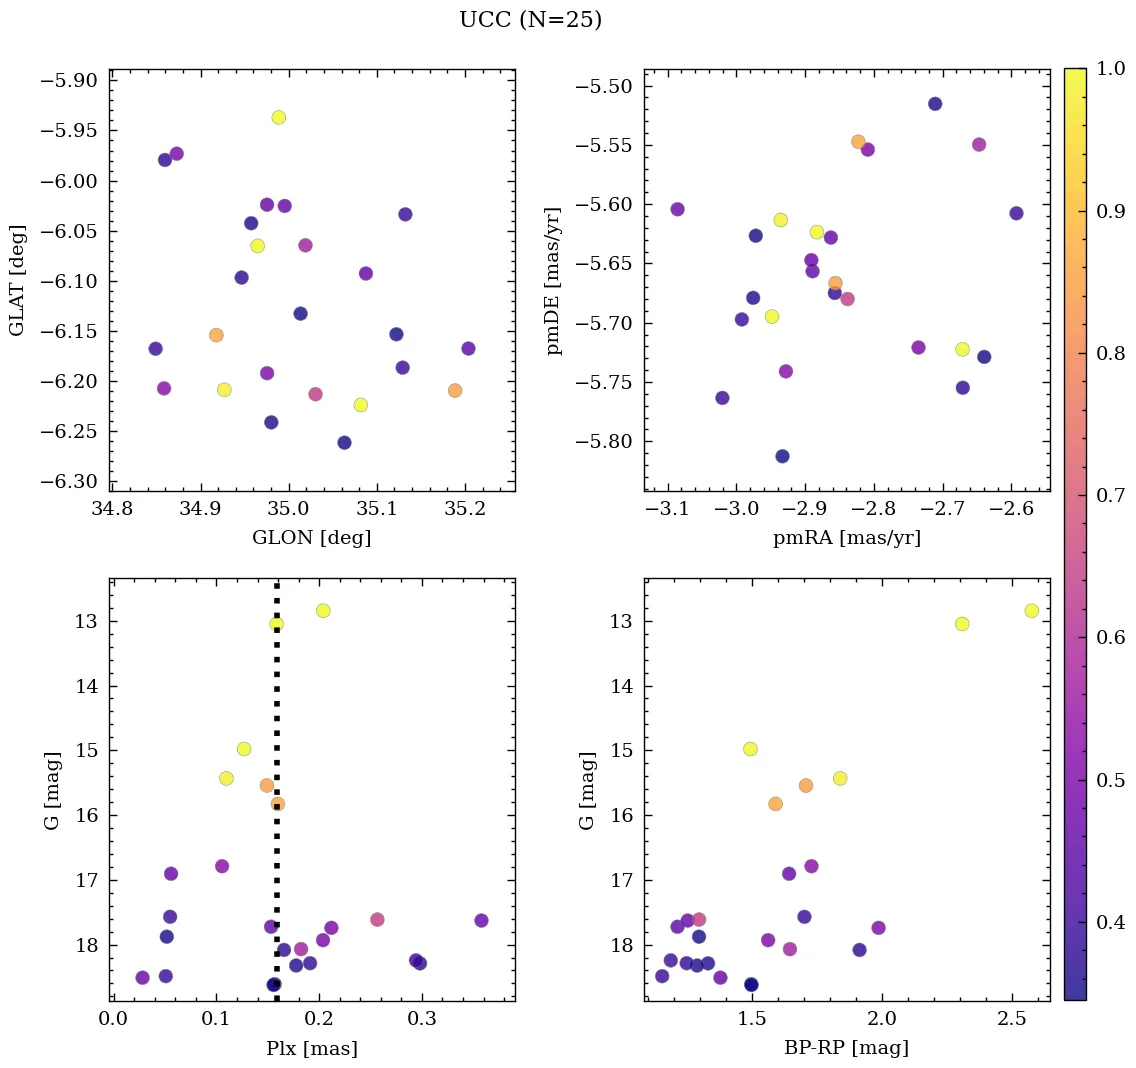 UCC (N=25)
−5.90
−5.95
−6.00
−6.05
−6.10
−6.15
−6.20
−6.25
−6.30
GLAT [deg]
34.8 34.9 35.0 35.1 35.2
GLON [deg]
−5.50
−5.55
−5.60
−5.65
−5.70
−5.75
−5.80
pmDE [mas/yr]
−3.1 −3.0 −2.9 −2.8 −2.7 −2.6
pmRA [mas/yr]
13
14
15
16
17
18
G [mag]
0.0 0.1 0.2 0.3
Plx [mas]
13
14
15
16
17
18
G [mag]
1.5 2.0 2.5
BP-RP [mag]
1.0
0.9
0.8
0.7
0.6
0.5
0.4